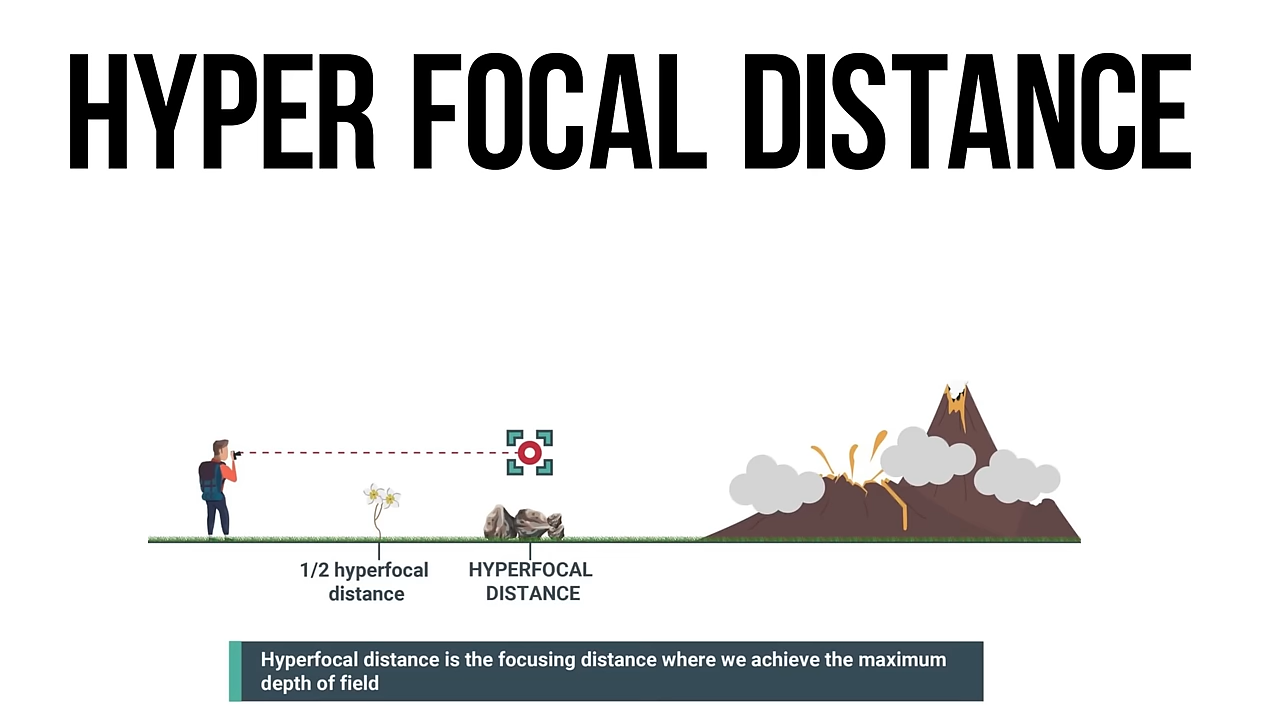 HYPER FOCAL DISTANCE
1/2 hyperfocal
distance
HYPERFOCAL
DISTANCE
Hyperfocal distance is the focusing distance where we achieve the maximum
depth of field